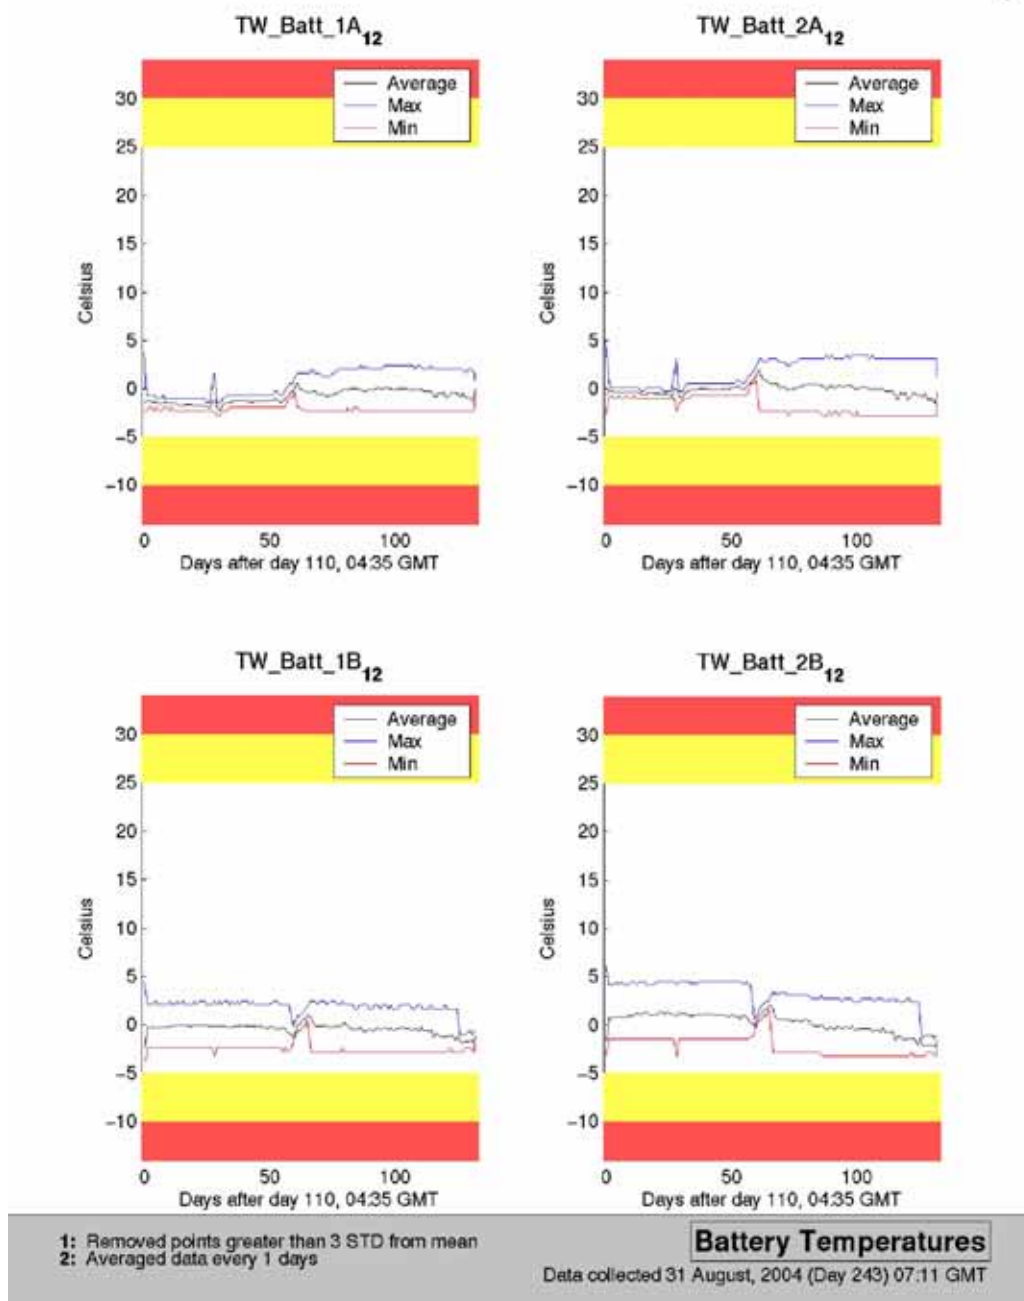 TW_Batt_1A12
Average
Max
Min
30
25
20
15
10
5
0
−5
−10
Celsius
0 50 100
Days after day 110, 04:35 GMT
TW_Batt_2A12
Average
Max
Min
30
25
20
15
10
5
0
−5
−10
Celsius
0 50 100
Days after day 110, 04:35 GMT
TW_Batt_1B12
Average
Max
Min
30
25
20
15
10
5
0
−5
−10
Celsius
0 50 100
Days after day 110, 04:35 GMT
TW_Batt_2B12
Average
Max
Min
30
25
20
15
10
5
0
−5
−10
Celsius
0 50 100
Days after day 110, 04:35 GMT
1: Removed points greater than 3 STD from mean
2: Averaged data every 1 days
Battery Temperatures
Data collected 31 August, 2004 (Day 243) 07:11 GMT